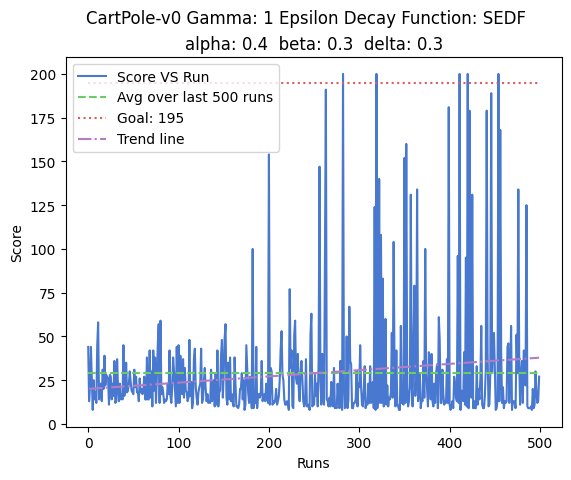 CartPole-v0 Gamma: 1 Epsilon Decay Function: SEDF
alpha: 0.4  beta: 0.3  delta: 0.3
Score VS Run
Avg over last 500 runs
Goal: 195
Trend line
Score
200
175
150
125
100
75
50
25
0
0 100 200 300 400 500
Runs